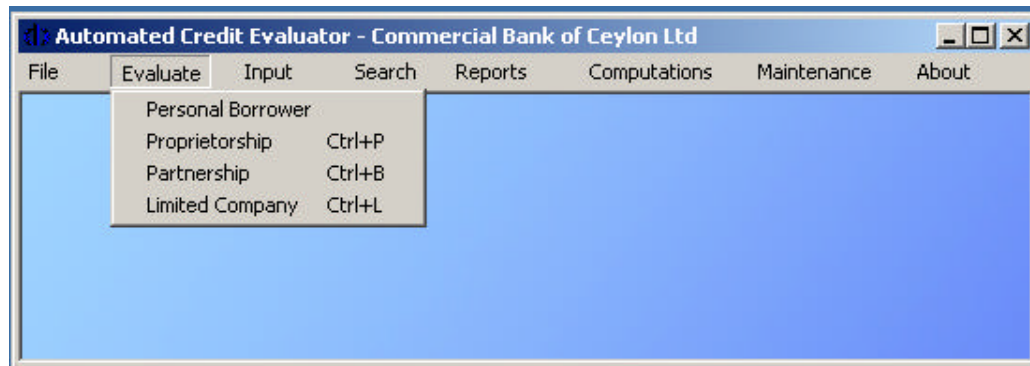 Automated Credit Evaluator - Commercial Bank of Ceylon Ltd
File Evaluate Input Search Reports Computations Maintenance About
Personal Borrower
Proprietorship Ctrl+P
Partnership Ctrl+B
Limited Company Ctrl+L